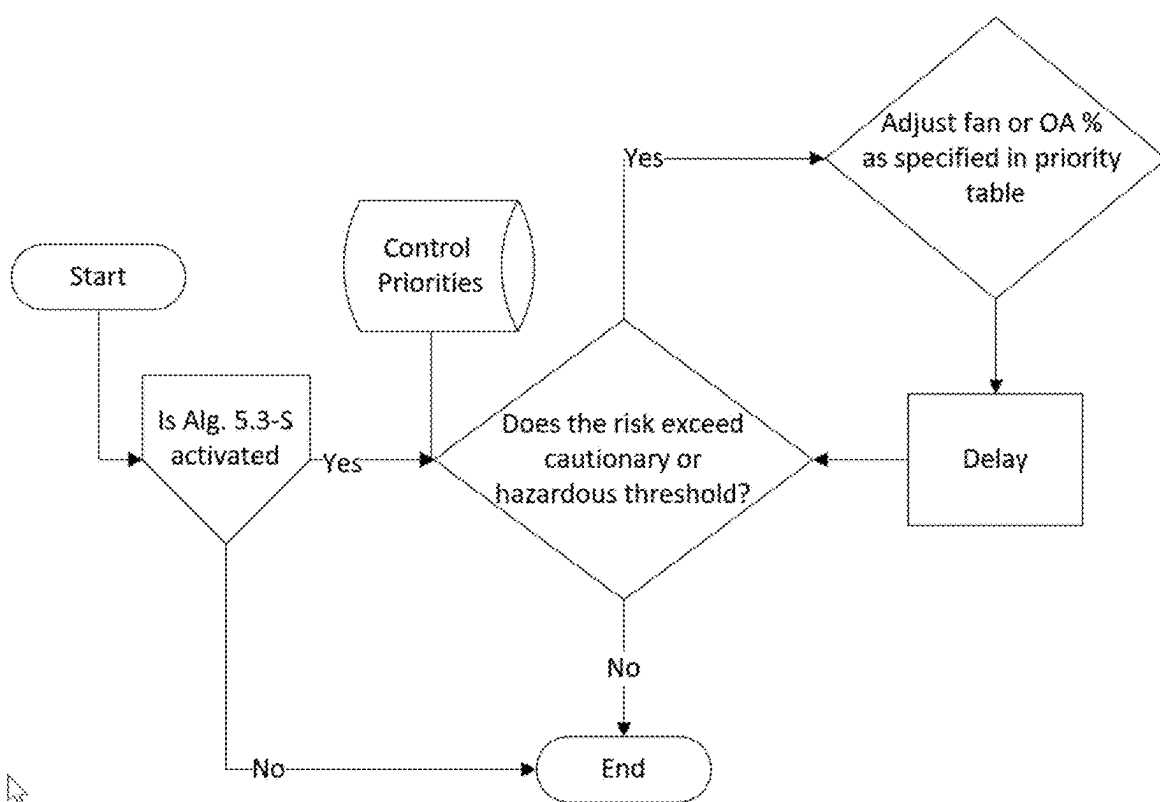 Adjust fan or OA %
as specified in priority
table
Yes
Control
Priorities
Start
Is Alg. 5.3-S
activated
Yes
Does the risk exceed
cautionary or
hazardous threshold?
Delay
No
No
End